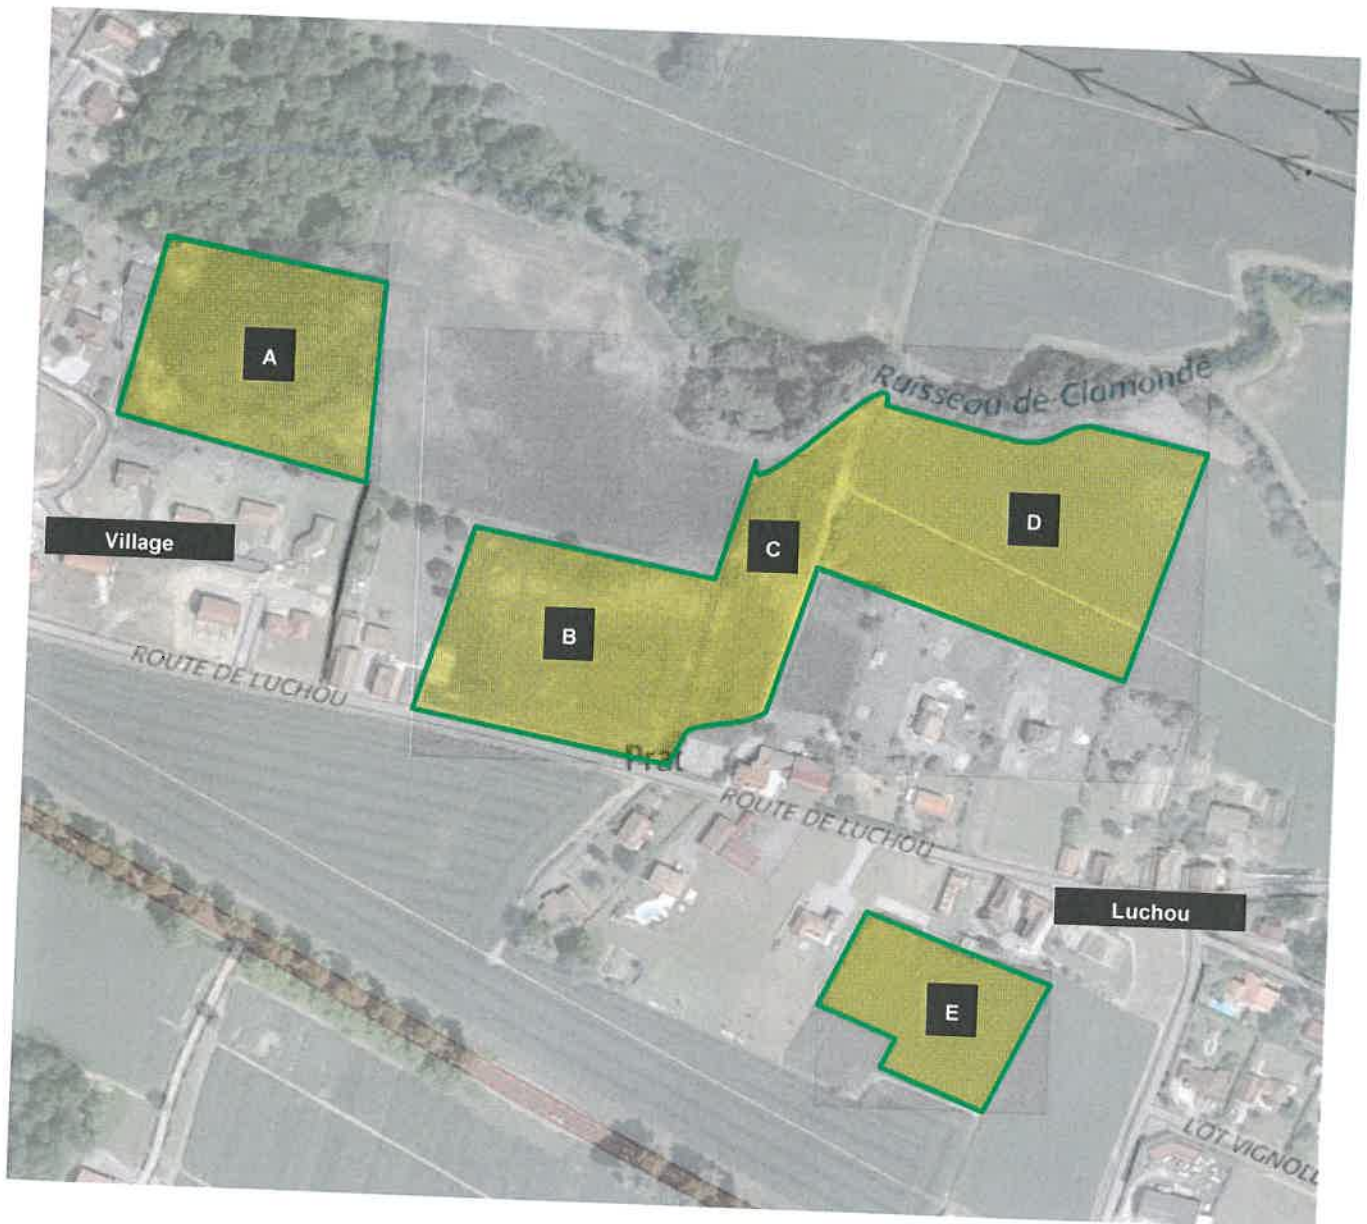 A
Ruisseau de Clamonde
D
C
Village
B
ROUTE DE LUCHOU
Prat
ROUTE DE LUCHOU
Luchou
E
LOT VIGNOLL